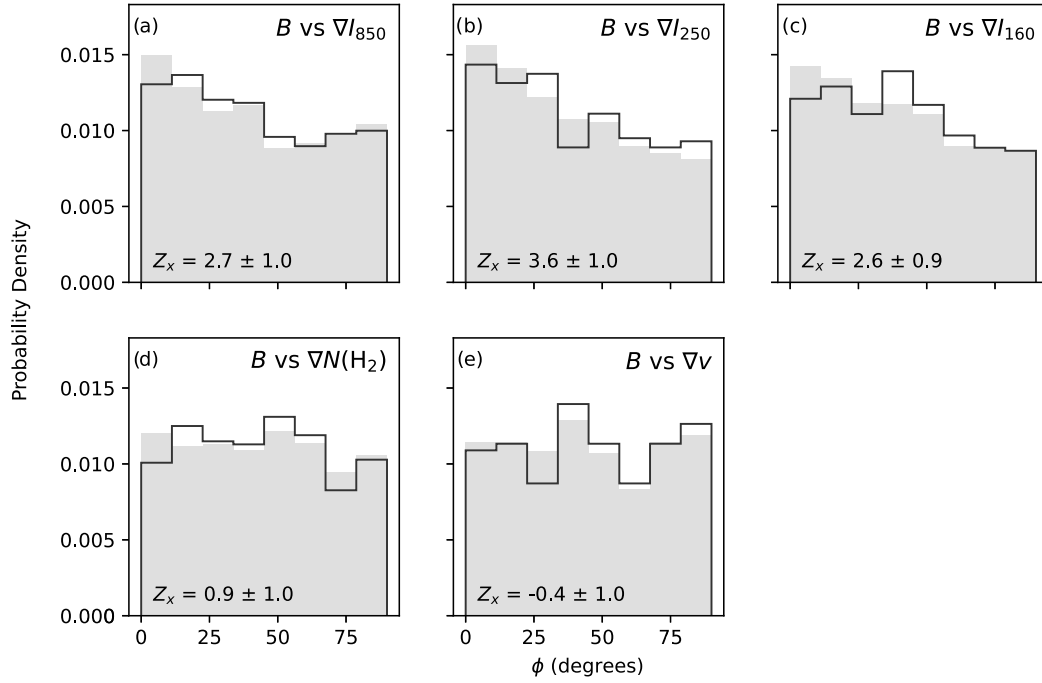 (a) B vs ∇I₈₅₀
(b) B vs ∇I₂₅₀
(c) B vs ∇I₁₆₀
0.015
0.010
0.005
0.000
Zₓ = 2.7 ± 1.0
Zₓ = 3.6 ± 1.0
Zₓ = 2.6 ± 0.9
Probability Density
(d) B vs ∇N(H₂)
(e) B vs ∇v
0.015
0.010
0.005
0.000
Zₓ = 0.9 ± 1.0
Zₓ = -0.4 ± 1.0
0 25 50 75
0 25 50 75
ϕ (degrees)